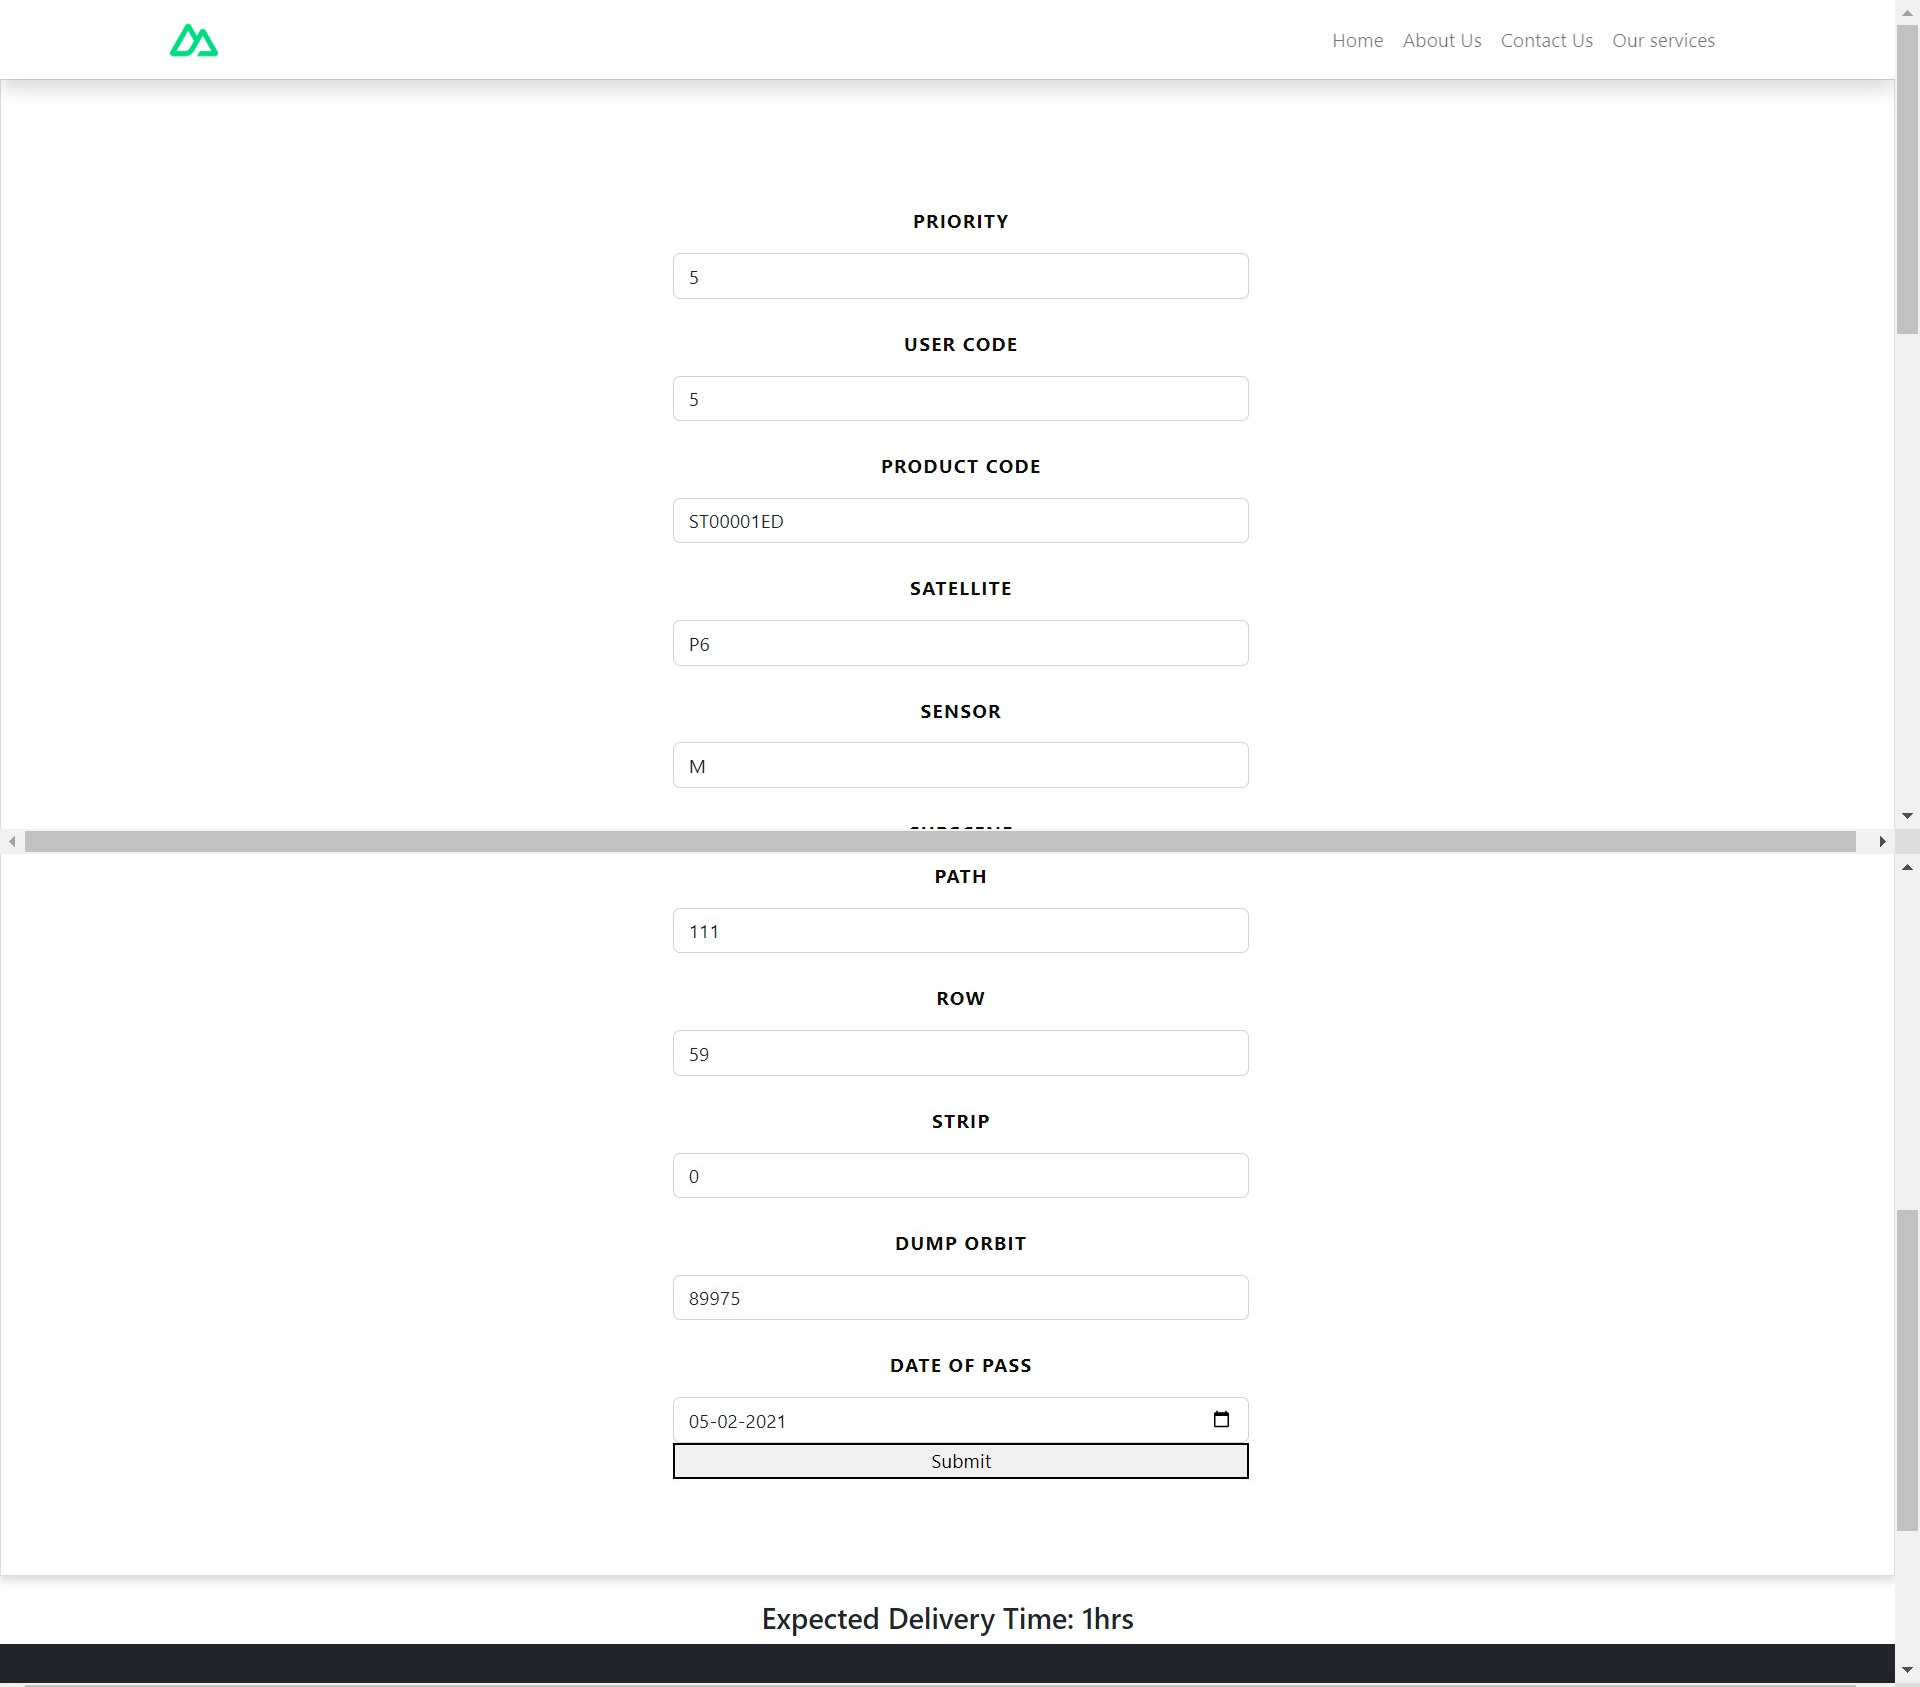 Home About Us Contact Us Our services
PRIORITY
5
USER CODE
5
PRODUCT CODE
ST00001ED
SATELLITE
P6
SENSOR
M
PATH
111
ROW
59
STRIP
0
DUMP ORBIT
89975
DATE OF PASS
05-02-2021
Submit
Expected Delivery Time: 1hrs